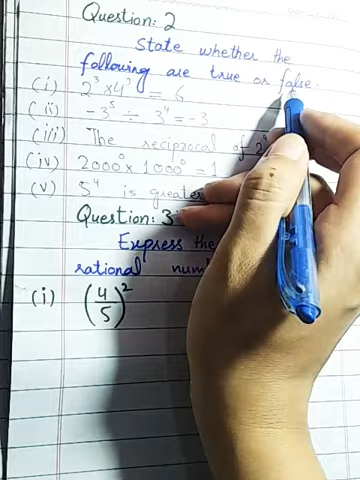 Question: 2
State whether the
following are true or false.
(i) 2³ × 4³ = 6
(ii) -3⁵ ÷ 3⁴ = -3
(iii) The reciprocal of
(iv) 2000⁰ × 1000⁰ = 1
(v) 5⁴ is greater
Question: 3
Express the
rational num
(i) (4/5)²